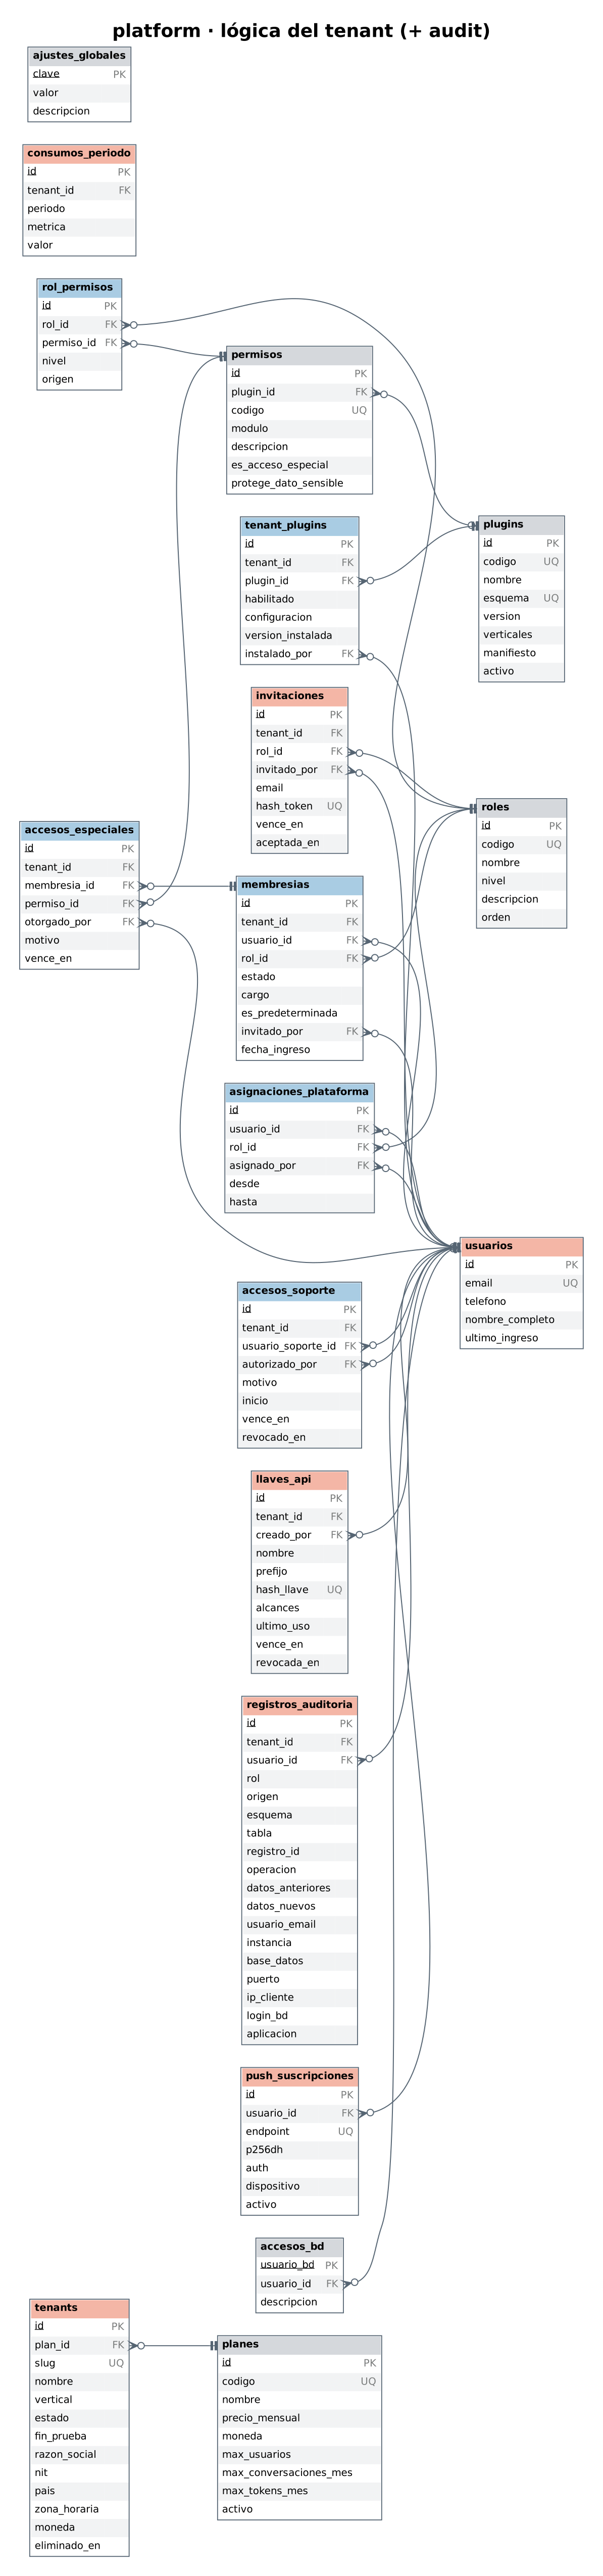 platform · lógica del tenant (+ audit)
ajustes_globales
clave PK
valor
descripcion
consumos_periodo
id PK
tenant_id FK
periodo
metrica
valor
rol_permisos
id PK
rol_id FK
permiso_id FK
nivel
origen
permisos
id PK
plugin_id FK
codigo UQ
modulo
descripcion
es_acceso_especial
protege_dato_sensible
tenant_plugins
id PK
tenant_id FK
plugin_id FK
habilitado
configuracion
version_instalada
instalado_por FK
plugins
id PK
codigo UQ
nombre
esquema UQ
version
verticales
manifiesto
activo
invitaciones
id PK
tenant_id FK
rol_id FK
invitado_por FK
email
hash_token UQ
vence_en
aceptada_en
roles
id PK
codigo UQ
nombre
nivel
descripcion
orden
accesos_especiales
id PK
tenant_id FK
membresia_id FK
permiso_id FK
otorgado_por FK
motivo
vence_en
membresias
id PK
tenant_id FK
usuario_id FK
rol_id FK
estado
cargo
es_predeterminada
invitado_por FK
fecha_ingreso
asignaciones_plataforma
id PK
usuario_id FK
rol_id FK
asignado_por FK
desde
hasta
usuarios
id PK
email UQ
telefono
nombre_completo
ultimo_ingreso
accesos_soporte
id PK
tenant_id FK
usuario_soporte_id FK
autorizado_por FK
motivo
inicio
vence_en
revocado_en
llaves_api
id PK
tenant_id FK
creado_por FK
nombre
prefijo
hash_llave UQ
alcances
ultimo_uso
vence_en
revocada_en
registros_auditoria
id PK
tenant_id FK
usuario_id FK
rol
origen
esquema
tabla
registro_id
operacion
datos_anteriores
datos_nuevos
usuario_email
instancia
base_datos
puerto
ip_cliente
login_bd
aplicacion
push_suscripciones
id PK
usuario_id FK
endpoint UQ
p256dh
auth
dispositivo
activo
accesos_bd
usuario_bd PK
usuario_id FK
descripcion
tenants
id PK
plan_id FK
slug UQ
nombre
vertical
estado
fin_prueba
razon_social
nit
pais
zona_horaria
moneda
eliminado_en
planes
id PK
codigo UQ
nombre
precio_mensual
moneda
max_usuarios
max_conversaciones_mes
max_tokens_mes
activo